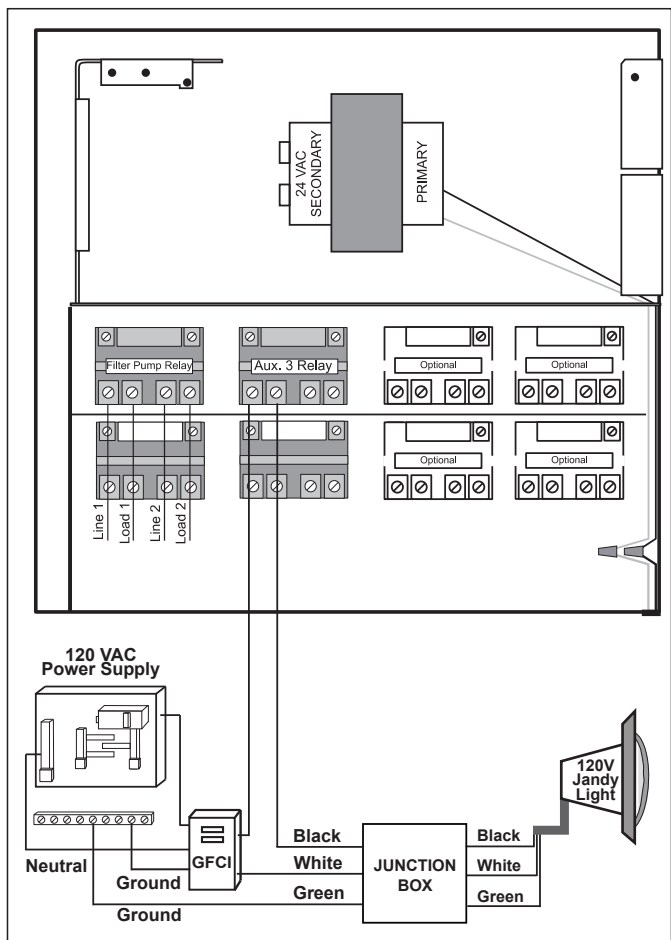 24 VAC
SECONDARY
PRIMARY
Filter Pump Relay
Aux. 3 Relay
Optional
Optional
Optional
Optional
Line 1
Load 1
Line 2
Load 2
120 VAC
Power Supply
120V
Jandy
Light
GFCI
Neutral
Ground
Ground
Black
White
Green
JUNCTION
BOX
Black
White
Green